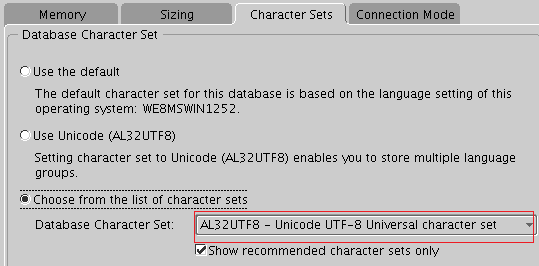 Memory Sizing Character Sets Connection Mode
Database Character Set
Use the default
The default character set for this database is based on the language setting of this
operating system: WE8MSWIN1252.
Use Unicode (AL32UTF8)
Setting character set to Unicode (AL32UTF8) enables you to store multiple language
groups.
Choose from the list of character sets
Database Character Set: AL32UTF8 - Unicode UTF-8 Universal character set
Show recommended character sets only